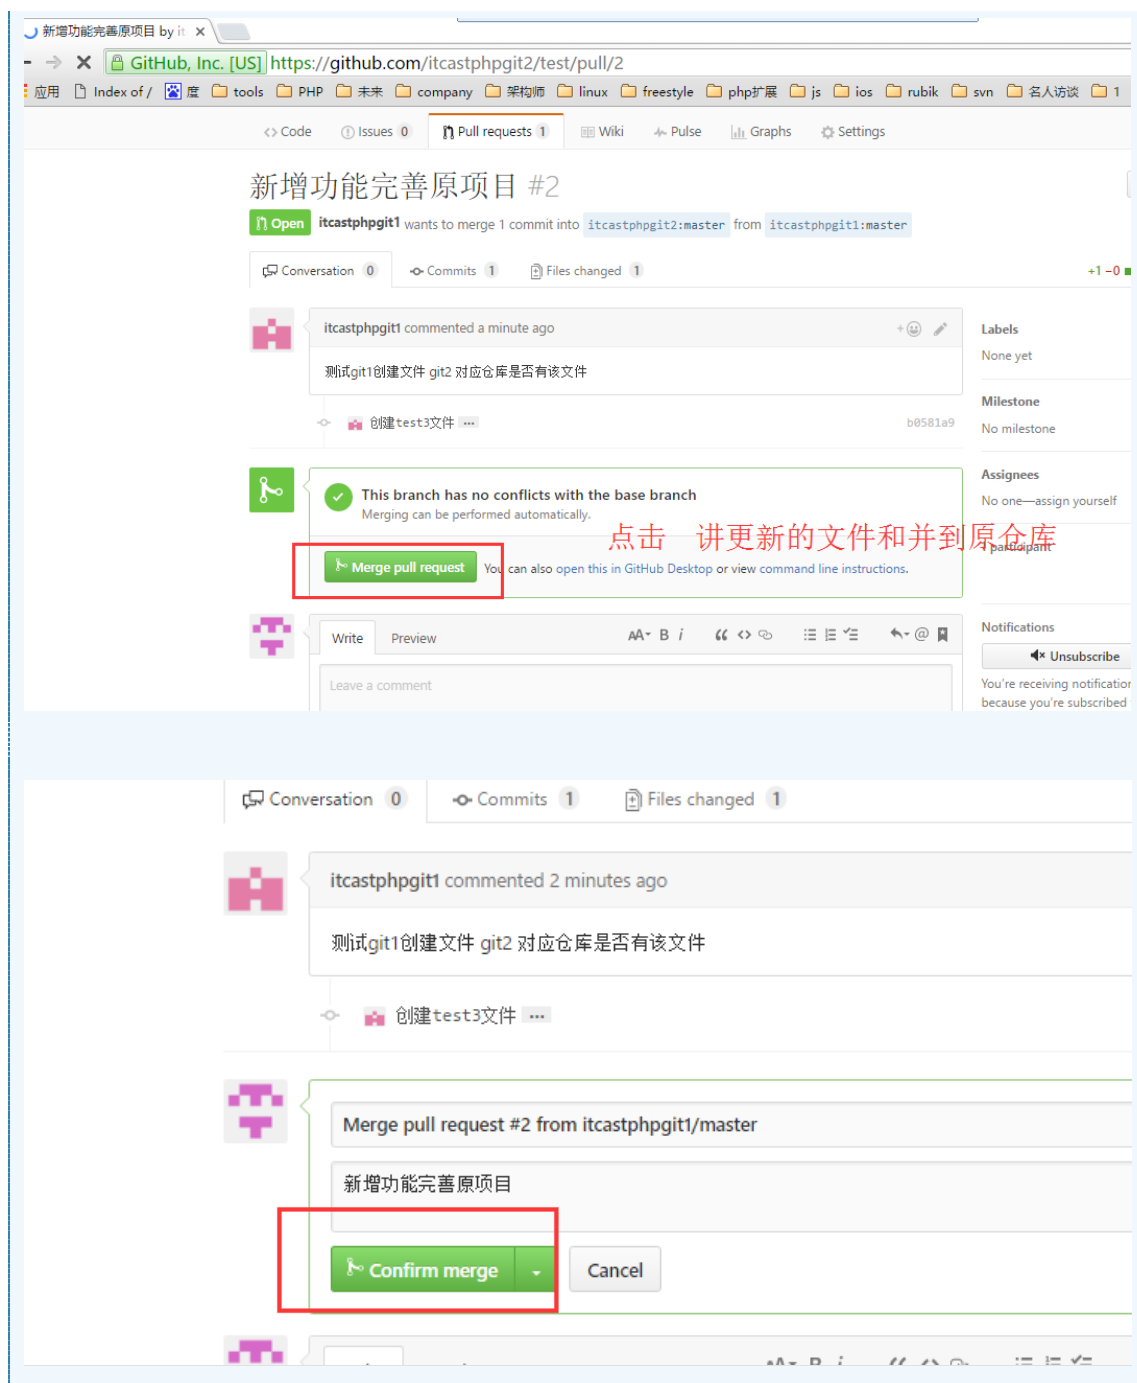 新增功能完善原项目 by it
GitHub, Inc. [US] https://github.com/itcastphpgit2/test/pull/2
应用 Index of / 度 tools PHP 未来 company 架构师 linux freestyle php扩展 js ios rubik svn 名人访谈 1
Code Issues 0 Pull requests 1 Wiki Pulse Graphs Settings
新增功能完善原项目 #2
Open itcastphpgit1 wants to merge 1 commit into itcastphpgit2:master from itcastphpgit1:master
Conversation 0 Commits 1 Files changed 1 +1 −0
itcastphpgit1 commented a minute ago
Labels
None yet
测试git1创建文件 git2 对应仓库是否有该文件
Milestone
No milestone
创建test3文件 … b0581a9
Assignees
No one—assign yourself
This branch has no conflicts with the base branch
Merging can be performed automatically.
点击 讲更新的文件和并到原仓库
participant
Merge pull request You can also open this in GitHub Desktop or view command line instructions.
Notifications
Unsubscribe
You're receiving notification
because you're subscribed
Write Preview AA B i “ <> @
Leave a comment
Conversation 0 Commits 1 Files changed 1
itcastphpgit1 commented 2 minutes ago
测试git1创建文件 git2 对应仓库是否有该文件
创建test3文件 …
Merge pull request #2 from itcastphpgit1/master
新增功能完善原项目
Confirm merge Cancel